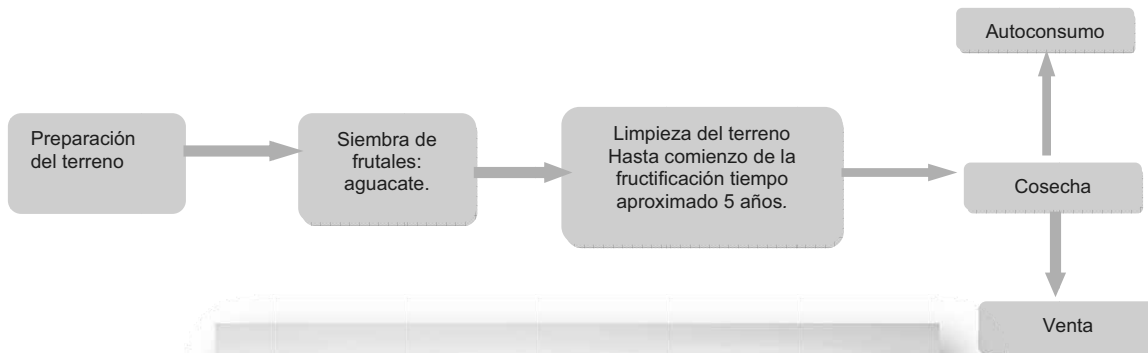 Autoconsumo
Preparación
del terreno
Siembra de
frutales:
aguacate.
Limpieza del terreno
Hasta comienzo de la
fructificación tiempo
aproximado 5 años.
Cosecha
Venta